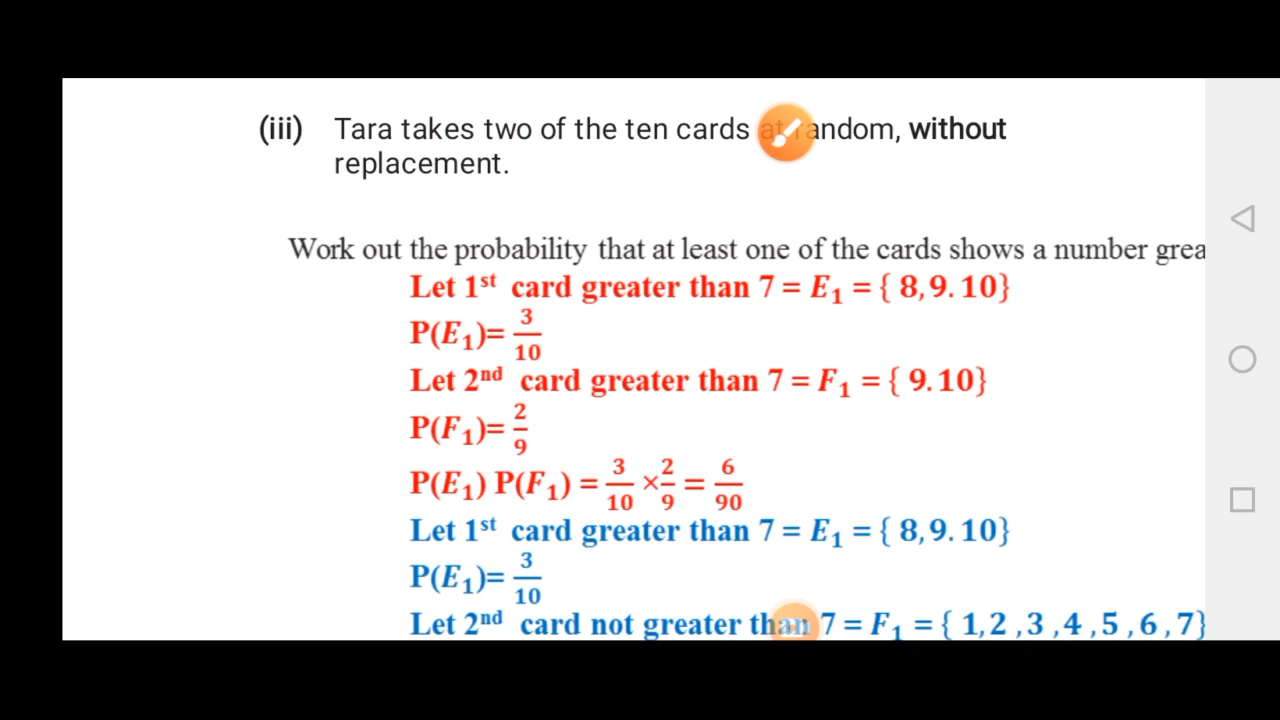 (iii) Tara takes two of the ten cards at random, without
replacement.
Work out the probability that at least one of the cards shows a number grea
Let 1st card greater than 7 = E₁ = { 8,9.10}
P(E₁)= 3/10
Let 2nd card greater than 7 = F₁ = { 9.10}
P(F₁)= 2/9
P(E₁) P(F₁) = 3/10 × 2/9 = 6/90
Let 1st card greater than 7 = E₁ = { 8,9.10}
P(E₁)= 3/10
Let 2nd card not greater than 7 = F₁ = { 1,2 ,3 ,4 ,5 ,6 ,7}